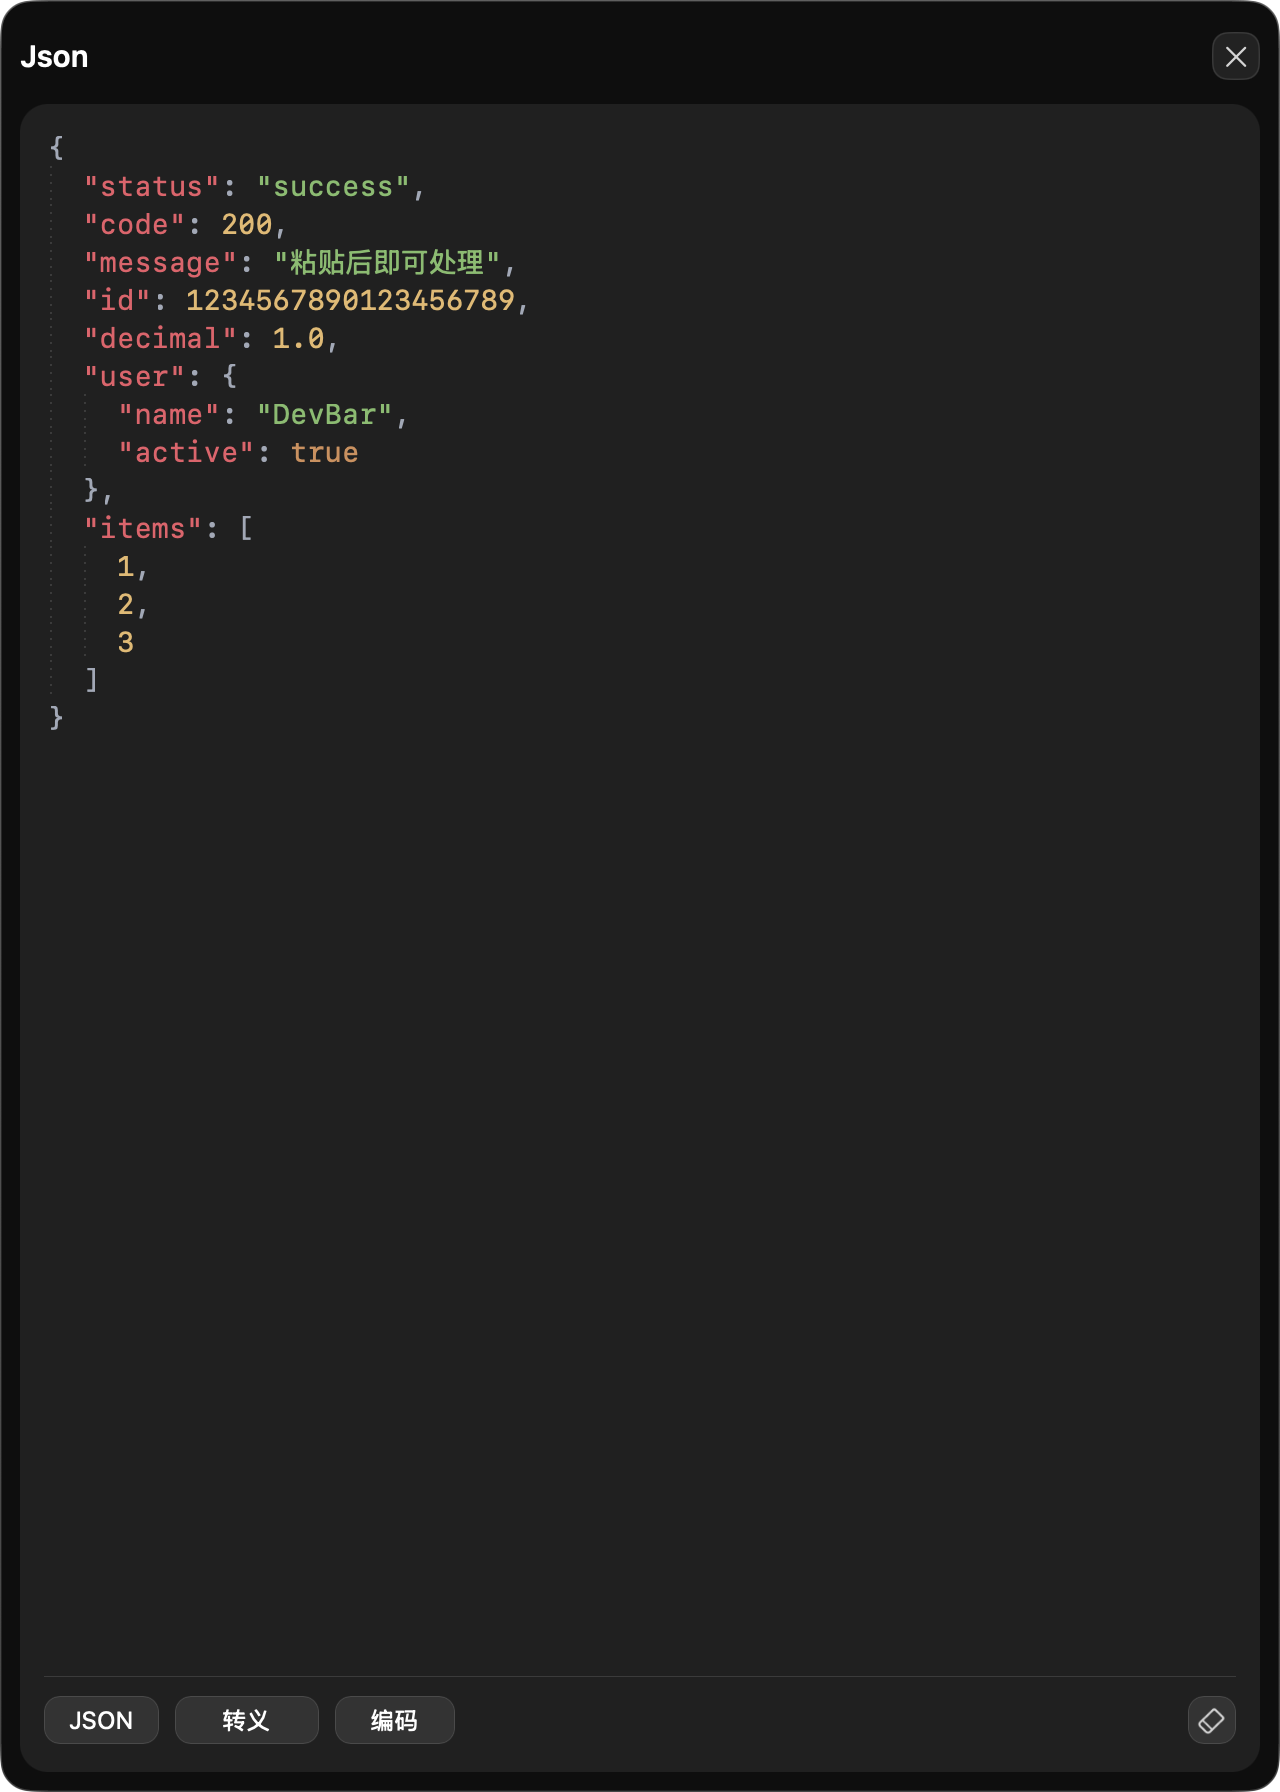 Json
{
  "status": "success",
  "code": 200,
  "message": "粘贴后即可处理",
  "id": 1234567890123456789,
  "decimal": 1.0,
  "user": {
    "name": "DevBar",
    "active": true
  },
  "items": [
    1,
    2,
    3
  ]
}
JSON 转义 编码